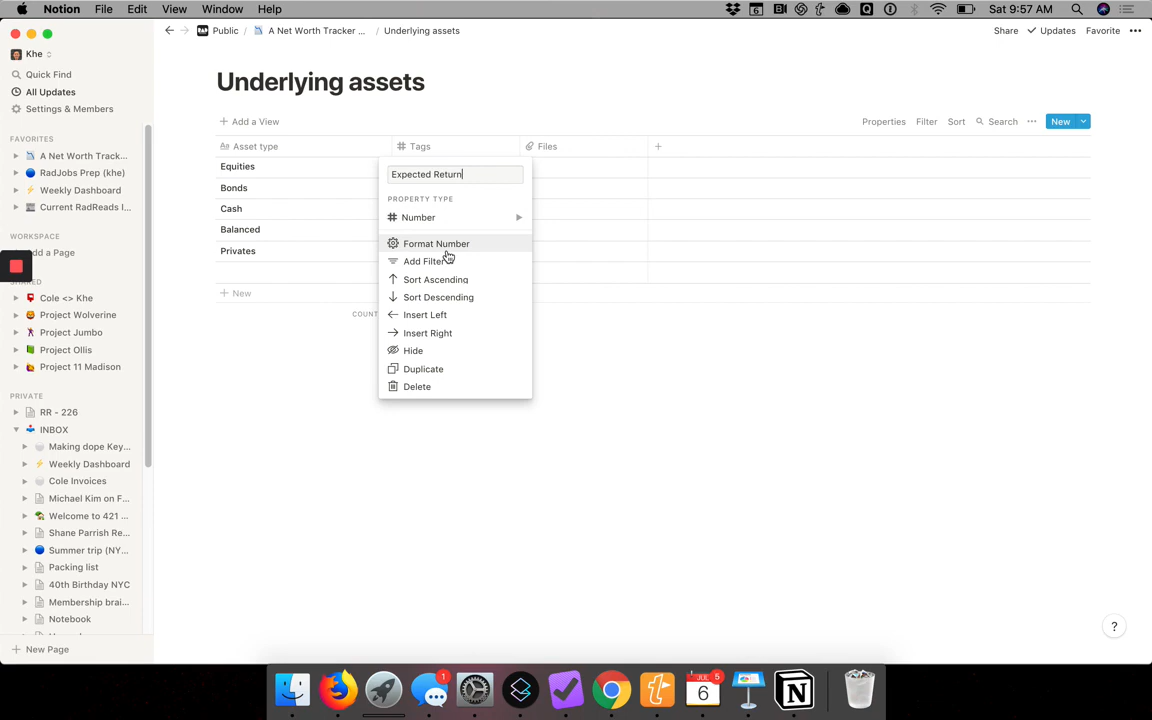 Notion File Edit View Window Help
Sat 9:57 AM
Khe
Public / A Net Worth Tracker ... / Underlying assets
Share Updates Favorite
Quick Find
All Updates
Settings & Members
FAVORITES
A Net Worth Track...
RadJobs Prep (khe)
Weekly Dashboard
Current RadReads I...
WORKSPACE
dd a Page
Cole <> Khe
Project Wolverine
Project Jumbo
Project Ollis
Project 11 Madison
PRIVATE
RR - 226
INBOX
Making dope Key...
Weekly Dashboard
Cole Invoices
Michael Kim on F...
Welcome to 421 ...
Shane Parrish Re...
Summer trip (NY...
Packing list
40th Birthday NYC
Membership brai...
Notebook
New Page
Underlying assets
Add a View
Properties Filter Sort Search New
Asset type Tags Files
Equities
Bonds
Cash
Balanced
Privates
New
COUNT
Expected Return
PROPERTY TYPE
Number
Format Number
Add Filter
Sort Ascending
Sort Descending
Insert Left
Insert Right
Hide
Duplicate
Delete
?
1
JUL 5
6